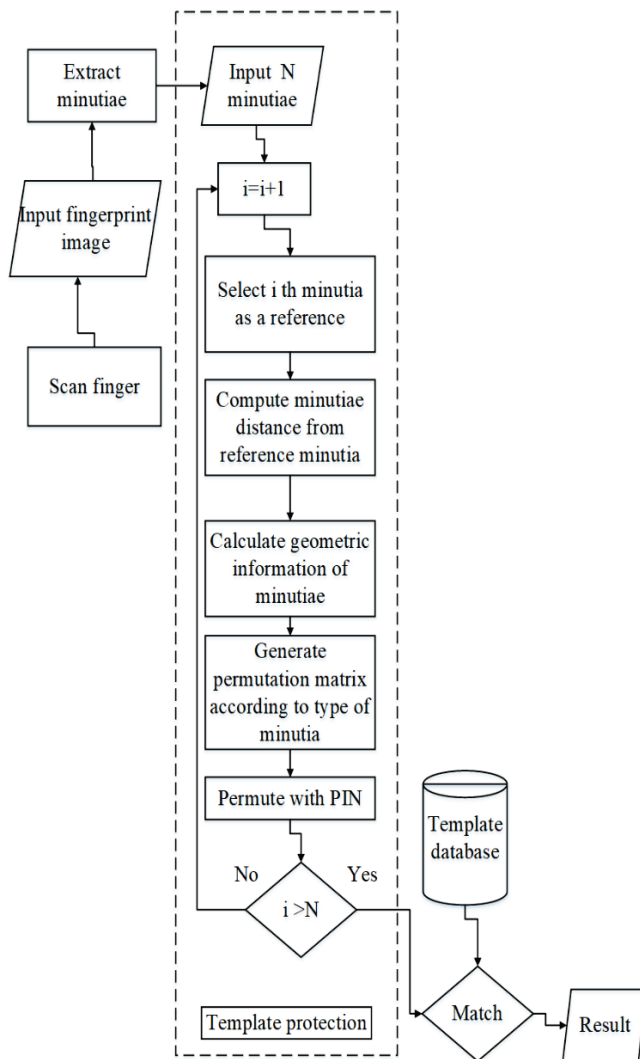 Extract
minutiae
Input N
minutiae
i=i+1
Input fingerprint
image
Select i th minutia
as a reference
Scan finger
Compute minutiae
distance from
reference minutia
Calculate geometric
information of
minutiae
Generate
permutation matrix
according to type of
minutia
Permute with PIN
Template
database
No
Yes
i >N
Match
Result
Template protection